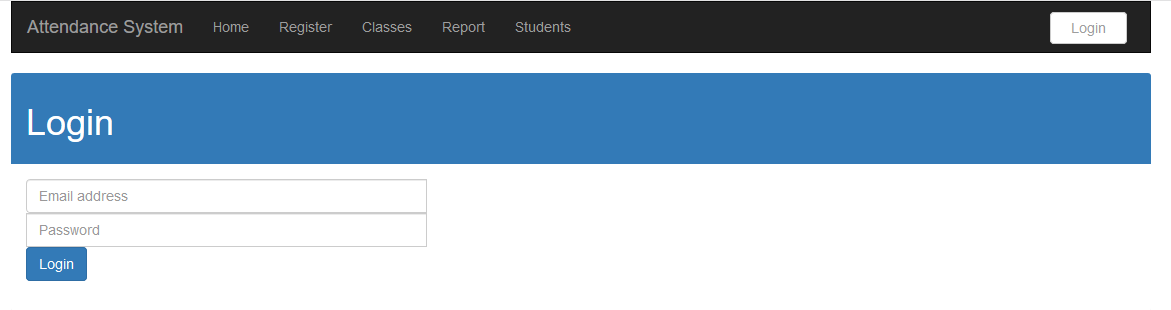 Attendance System Home Register Classes Report Students Login
Login
Email address
Password
Login